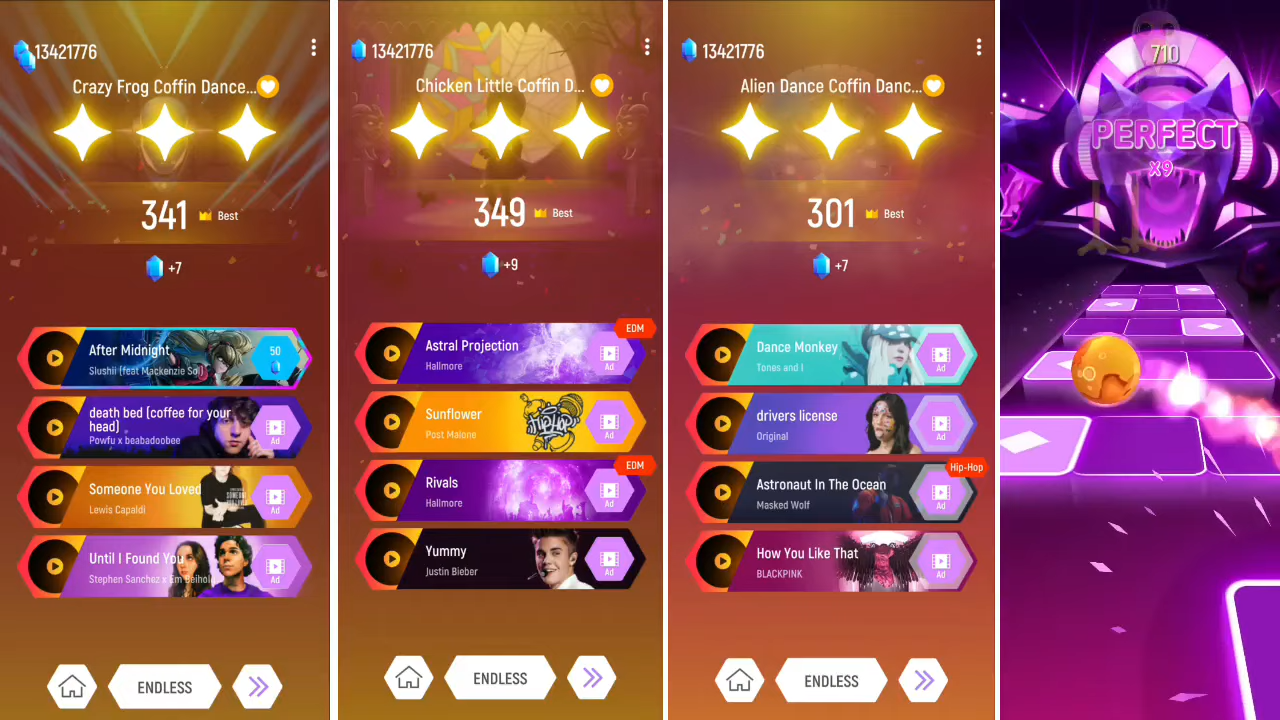 13421776
Crazy Frog Coffin Dance...
341
Best
+7
After Midnight
Slushii (feat Mackenzie Sol)
50
death bed (coffee for your
head)
Powfu x beabadoobee
Ad
Someone You Loved
Lewis Capaldi
Ad
Until I Found You
Stephen Sanchez x Em Beihold
Ad
ENDLESS
13421776
Chicken Little Coffin D...
349
Best
+9
EDM
Astral Projection
Hallmore
Ad
Sunflower
Post Malone
HIPHOP
Ad
EDM
Rivals
Hallmore
Ad
Yummy
Justin Bieber
Ad
ENDLESS
13421776
Alien Dance Coffin Danc...
301
Best
+7
Dance Monkey
Tones and I
Ad
drivers license
Original
Ad
Hip-Hop
Astronaut In The Ocean
Masked Wolf
Ad
How You Like That
BLACKPINK
Ad
ENDLESS
710
PERFECT
x9